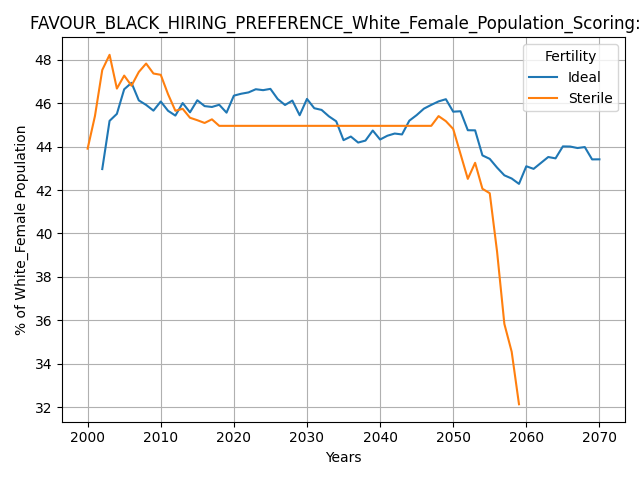 FAVOUR_BLACK_HIRING_PREFERENCE_White_Female_Population_Scoring:
Fertility
Ideal
Sterile
% of White_Female Population
48
46
44
42
40
38
36
34
32
2000 2010 2020 2030 2040 2050 2060 2070
Years